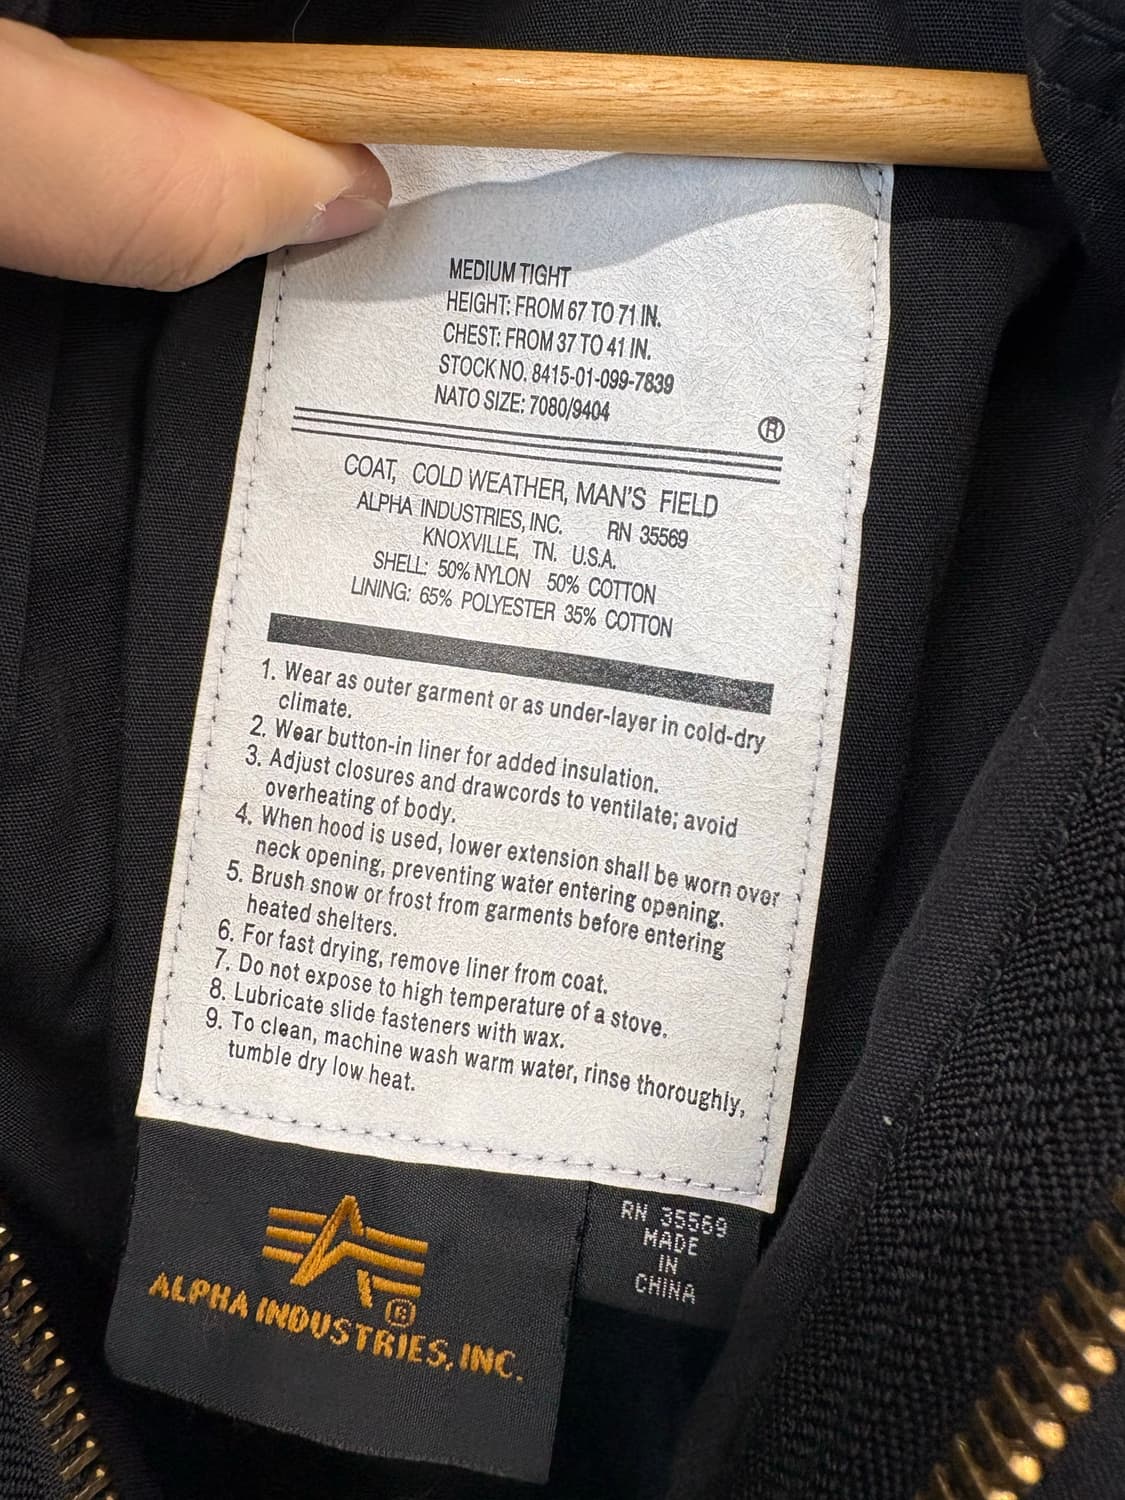 MEDIUM TIGHT
HEIGHT: FROM 67 TO 71 IN.
CHEST: FROM 37 TO 41 IN.
STOCK NO. 8415-01-099-7839
NATO SIZE: 7080/9404
®
COAT, COLD WEATHER, MAN'S FIELD
ALPHA INDUSTRIES, INC. RN 35569
KNOXVILLE, TN. U.S.A.
SHELL: 50% NYLON 50% COTTON
LINING: 65% POLYESTER 35% COTTON
1. Wear as outer garment or as under-layer in cold-dry
climate.
2. Wear button-in liner for added insulation.
3. Adjust closures and drawcords to ventilate; avoid
overheating of body.
4. When hood is used, lower extension shall be worn over
neck opening, preventing water entering opening.
5. Brush snow or frost from garments before entering
heated shelters.
6. For fast drying, remove liner from coat.
7. Do not expose to high temperature of a stove.
8. Lubricate slide fasteners with wax.
9. To clean, machine wash warm water, rinse thoroughly,
tumble dry low heat.
®
ALPHA INDUSTRIES, INC.
RN 35569
MADE
IN
CHINA